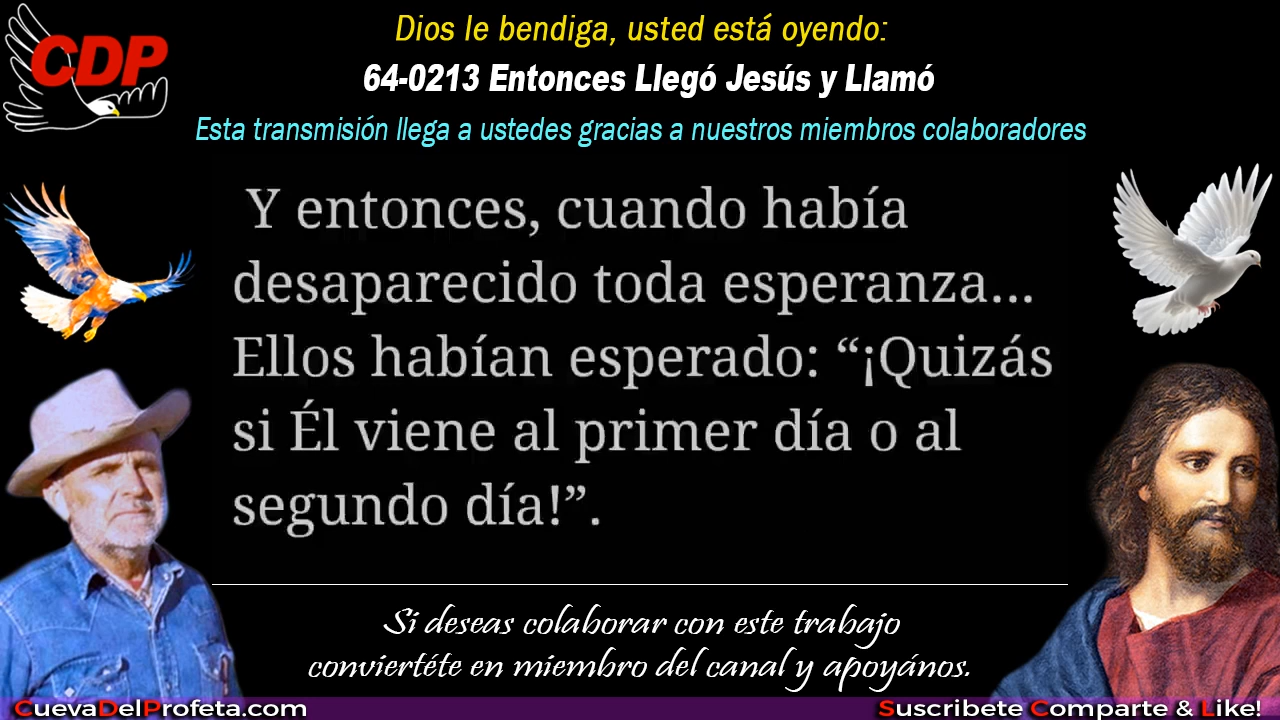 CDP
Dios le bendiga, usted está oyendo:
64-0213 Entonces Llegó Jesús y Llamó
Esta transmisión llega a ustedes gracias a nuestros miembros colaboradores
Y entonces, cuando había
desaparecido toda esperanza...
Ellos habían esperado: “¡Quizás
si Él viene al primer día o al
segundo día!”.
Si deseas colaborar con este trabajo
conviertéte en miembro del canal y apoyános.
CuevaDelProfeta.com
Suscribete Comparte & Like!